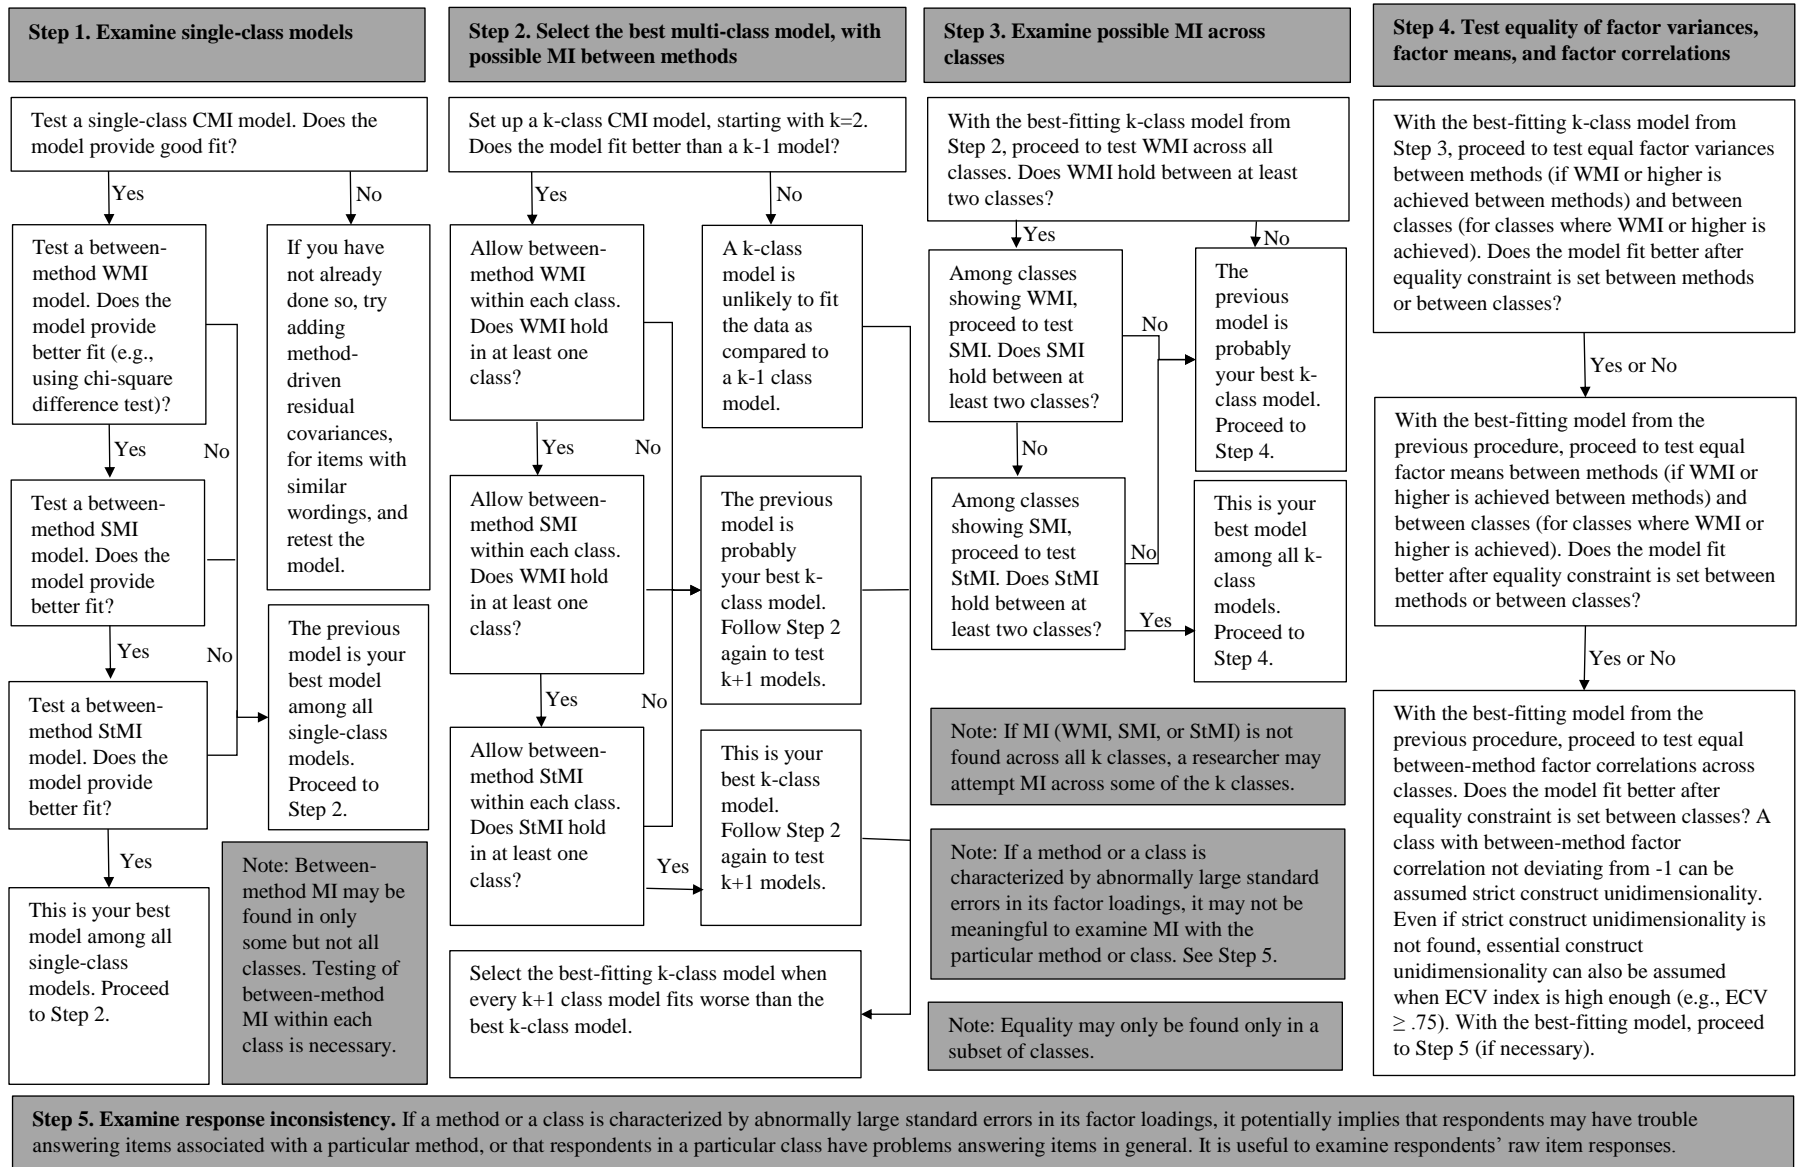 Step 1. Examine single-class models
Test a single-class CMI model. Does the
model provide good fit?
Yes
No
Test a between-
method WMI
model. Does the
model provide
better fit (e.g.,
using chi-square
difference test)?
If you have
not already
done so, try
adding
method-
driven
residual
covariances,
for items with
similar
wordings, and
retest the
model.
Yes
No
Test a between-
method SMI
model. Does the
model provide
better fit?
Yes
No
Test a between-
method StMI
model. Does the
model provide
better fit?
The previous
model is your
best model
among all
single-class
models.
Proceed to
Step 2.
Yes
This is your best
model among all
single-class
models. Proceed
to Step 2.
Note: Between-
method MI may be
found in only
some but not all
classes. Testing of
between-method
MI within each
class is necessary.
Step 2. Select the best multi-class model, with
possible MI between methods
Set up a k-class CMI model, starting with k=2.
Does the model fit better than a k-1 model?
Yes
No
Allow between-
method WMI
within each class.
Does WMI hold
in at least one
class?
A k-class
model is
unlikely to fit
the data as
compared to
a k-1 class
model.
Yes
No
Allow between-
method SMI
within each class.
Does WMI hold
in at least one
class?
The previous
model is
probably
your best k-
class model.
Follow Step 2
again to test
k+1 models.
Yes
No
Allow between-
method StMI
within each class.
Does StMI hold
in at least one
class?
Yes
This is your
best k-class
model.
Follow Step 2
again to test
k+1 models.
Select the best-fitting k-class model when
every k+1 class model fits worse than the
best k-class model.
Step 3. Examine possible MI across
classes
With the best-fitting k-class model from
Step 2, proceed to test WMI across all
classes. Does WMI hold between at least
two classes?
Yes
No
Among classes
showing WMI,
proceed to test
SMI. Does SMI
hold between at
least two classes?
No
The
previous
model is
probably
your best k-
class model.
Proceed to
Step 4.
No
Among classes
showing SMI,
proceed to test
StMI. Does StMI
hold between at
least two classes?
No
Yes
This is your
best model
among all k-
class
models.
Proceed to
Step 4.
Note: If MI (WMI, SMI, or StMI) is not
found across all k classes, a researcher may
attempt MI across some of the k classes.
Note: If a method or a class is
characterized by abnormally large standard
errors in its factor loadings, it may not be
meaningful to examine MI with the
particular method or class. See Step 5.
Note: Equality may only be found only in a
subset of classes.
Step 4. Test equality of factor variances,
factor means, and factor correlations
With the best-fitting k-class model from
Step 3, proceed to test equal factor variances
between methods (if WMI or higher is
achieved between methods) and between
classes (for classes where WMI or higher is
achieved). Does the model fit better after
equality constraint is set between methods
or between classes?
Yes or No
With the best-fitting model from the
previous procedure, proceed to test equal
factor means between methods (if WMI or
higher is achieved between methods) and
between classes (for classes where WMI or
higher is achieved). Does the model fit
better after equality constraint is set between
methods or between classes?
Yes or No
With the best-fitting model from the
previous procedure, proceed to test equal
between-method factor correlations across
classes. Does the model fit better after
equality constraint is set between classes? A
class with between-method factor
correlation not deviating from -1 can be
assumed strict construct unidimensionality.
Even if strict construct unidimensionality is
not found, essential construct
unidimensionality can also be assumed
when ECV index is high enough (e.g., ECV
≥ .75). With the best-fitting model, proceed
to Step 5 (if necessary).
Step 5. Examine response inconsistency. If a method or a class is characterized by abnormally large standard errors in its factor loadings, it potentially implies that respondents may have trouble
answering items associated with a particular method, or that respondents in a particular class have problems answering items in general. It is useful to examine respondents’ raw item responses.